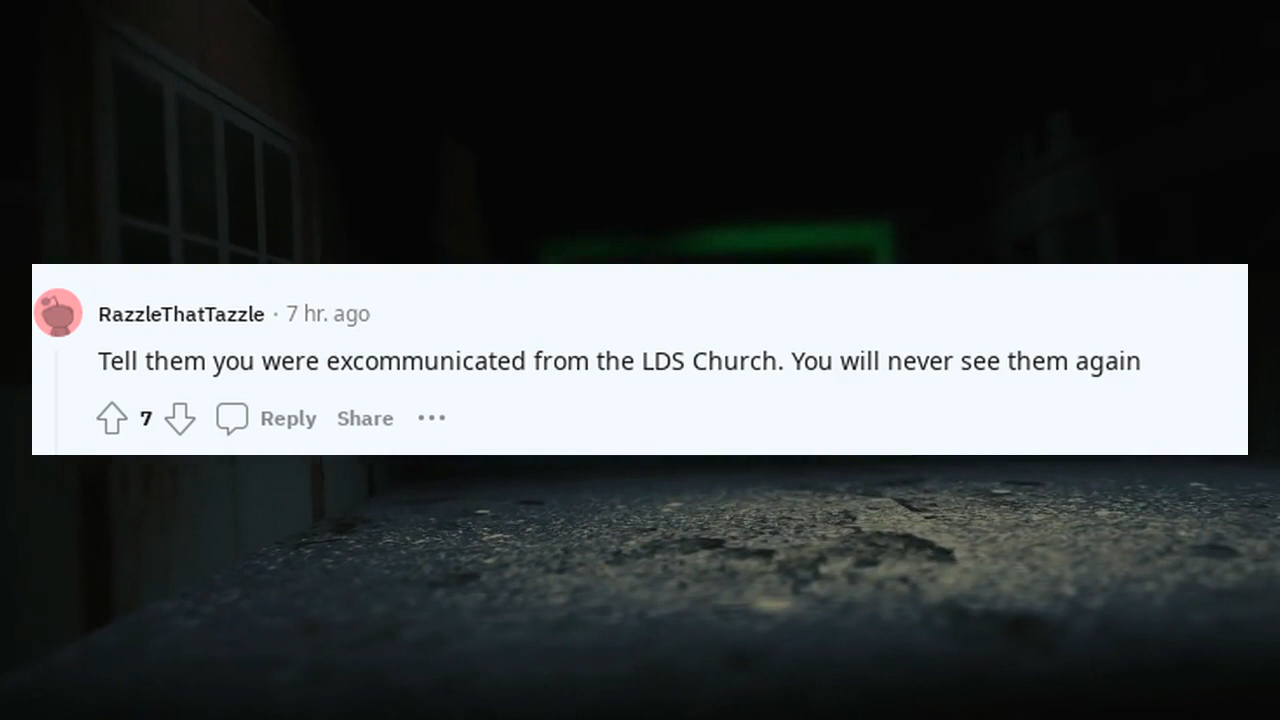 RazzleThatTazzle · 7 hr. ago
Tell them you were excommunicated from the LDS Church. You will never see them again
7 Reply Share ···